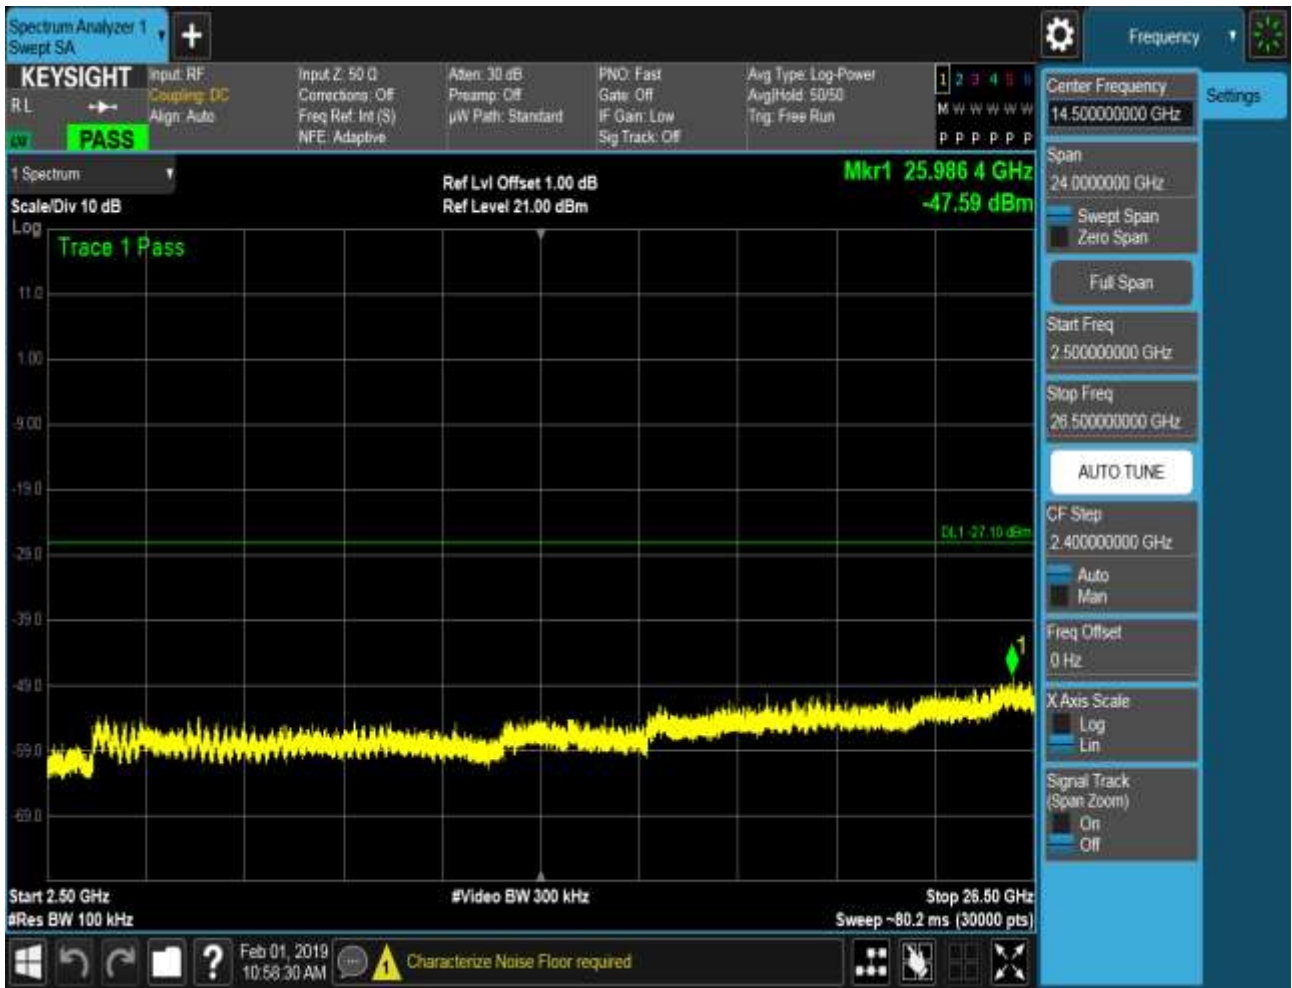 Spectrum Analyzer 1
Swept SA
Frequency
KEYSIGHT
R L
PASS
Input: RF
Coupling: DC
Align: Auto
Input Z: 50 Ω
Corrections: Off
Freq Ref: Int (S)
NFE: Adaptive
Atten: 30 dB
Preamp: Off
µW Path: Standard
PNO: Fast
Gate: Off
IF Gain: Low
Sig Track: Off
Avg Type: Log-Power
Avg|Hold: 50/50
Trig: Free Run
1 2 3 4 5 6
M W W W W W
P P P P P P
1 Spectrum
Scale/Div 10 dB
Ref Lvl Offset 1.00 dB
Ref Level 21.00 dBm
Mkr1 25.986 4 GHz
-47.59 dBm
Log
Trace 1 Pass
11.0
1.00
-9.00
-19.0
DL1 -27.10 dBm
-29.0
-39.0
1
-49.0
-59.0
-69.0
Start 2.50 GHz
#Video BW 300 kHz
Stop 26.50 GHz
#Res BW 100 kHz
Sweep ~80.2 ms (30000 pts)
Center Frequency
14.500000000 GHz
Settings
Span
24.0000000 GHz
Swept Span
Zero Span
Full Span
Start Freq
2.500000000 GHz
Stop Freq
26.500000000 GHz
AUTO TUNE
CF Step
2.400000000 GHz
Auto
Man
Freq Offset
0 Hz
X Axis Scale
Log
Lin
Signal Track
(Span Zoom)
On
Off
?
Feb 01, 2019
10:58:30 AM
1
Characterize Noise Floor required